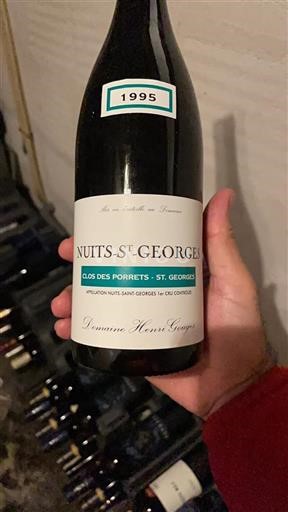 1995
Mis en bouteille au Domaine
NUITS-ST-GEORGES
CLOS DES PORRETS - ST. GEORGES
APPELLATION NUITS-SAINT-GEORGES 1er CRU CONTROLÉE
Domaine Henri Gouges